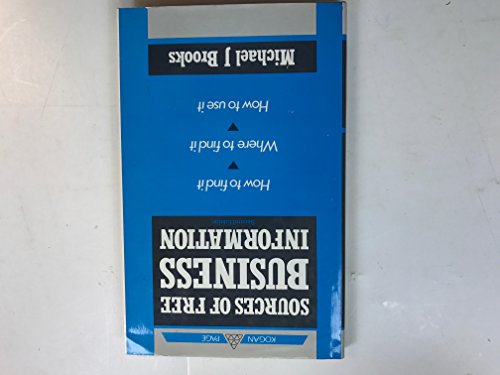 KOGAN PAGE
SOURCES OF FREE
BUSINESS
INFORMATION
Second Edition
How to find it
Where to find it
How to use it
Michael J Brooks